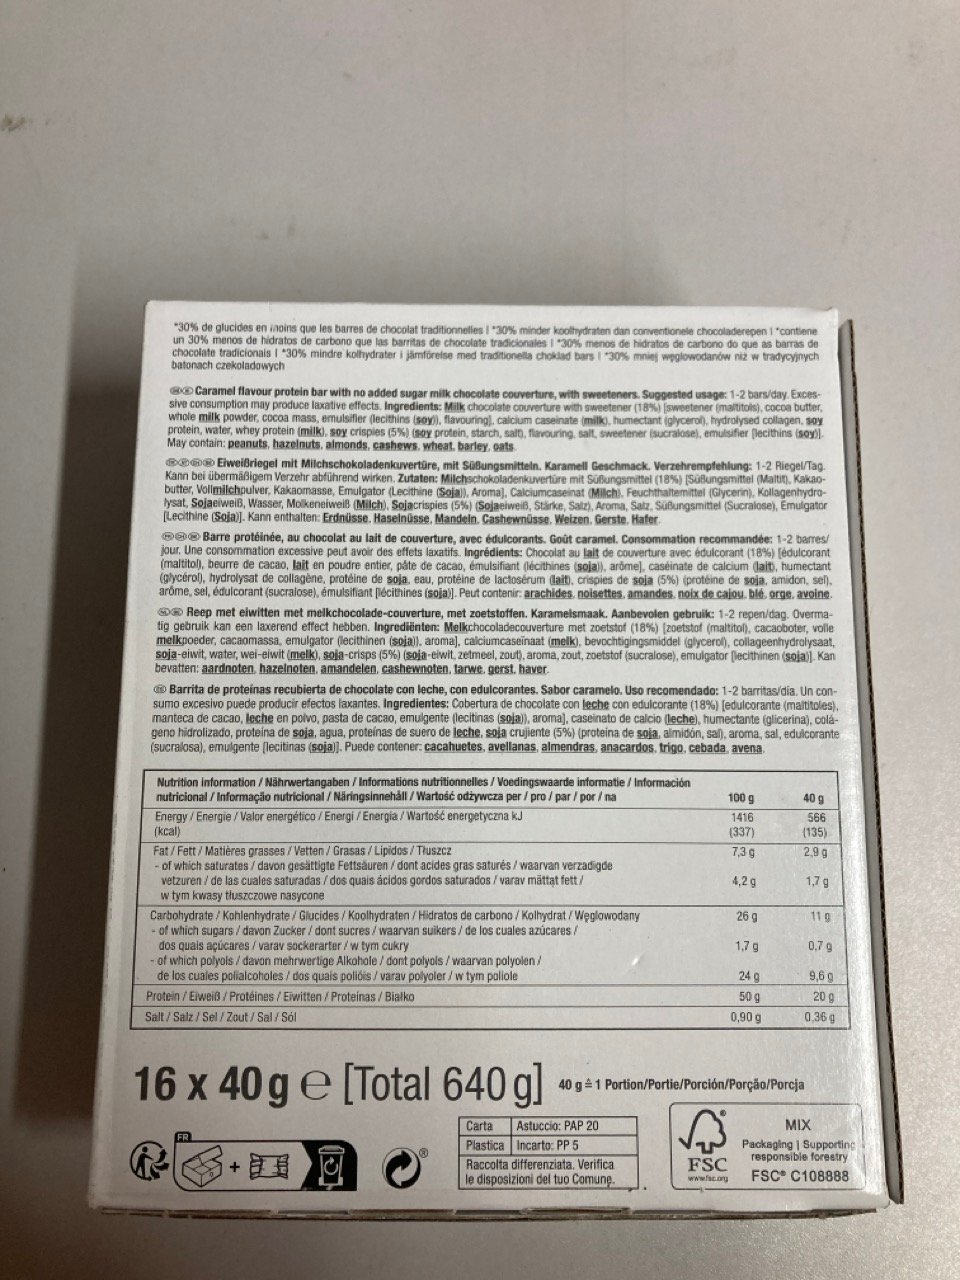 *30% de glucides en moins que les barres de chocolat traditionnelles | *30% minder koolhydraten dan conventionele chocoladerepen | *contiene
un 30% menos de hidratos de carbono que las barritas de chocolate tradicionales | *30% menos de hidratos de carbono do que as barras de
chocolate tradicionais | *30% mindre kolhydrater i jämförelse med traditionella choklad bars | *30% mniej węglowodanów niż w tradycyjnych
batonach czekoladowych
Caramel flavour protein bar with no added sugar milk chocolate couverture, with sweeteners. Suggested usage: 1-2 bars/day. Exces-
sive consumption may produce laxative effects. Ingredients: Milk chocolate couverture with sweetener (18%) [sweetener (maltitols), cocoa butter,
whole milk powder, cocoa mass, emulsifier (lecithins (soy)), flavouring], calcium caseinate (milk), humectant (glycerol), hydrolysed collagen, soy
protein, water, whey protein (milk), soy crispies (5%) (soy protein, starch, salt), flavouring, salt, sweetener (sucralose), emulsifier [lecithins (soy)].
May contain: peanuts, hazelnuts, almonds, cashews, wheat, barley, oats.
Eiweißriegel mit Milchschokoladenkuvertüre, mit Süßungsmitteln. Karamell Geschmack. Verzehrempfehlung: 1-2 Riegel/Tag.
Kann bei übermäßigem Verzehr abführend wirken. Zutaten: Milchschokoladenkuvertüre mit Süßungsmittel (18%) [Süßungsmittel (Maltit), Kakao-
butter, Vollmilchpulver, Kakaomasse, Emulgator (Lecithine (Soja)), Aroma], Calciumcaseinat (Milch), Feuchthaltemittel (Glycerin), Kollagenhydro-
lysat, Sojaeiweiß, Wasser, Molkeneiweiß (Milch), Sojacrispies (5%) (Sojaeiweiß, Stärke, Salz), Aroma, Salz, Süßungsmittel (Sucralose), Emulgator
[Lecithine (Soja)]. Kann enthalten: Erdnüsse, Haselnüsse, Mandeln, Cashewnüsse, Weizen, Gerste, Hafer.
Barre protéinée, au chocolat au lait de couverture, avec édulcorants. Goût caramel. Consommation recommandée: 1-2 barres/
jour. Une consommation excessive peut avoir des effets laxatifs. Ingrédients: Chocolat au lait de couverture avec édulcorant (18%) [édulcorant
(maltitol), beurre de cacao, lait en poudre entier, pâte de cacao, émulsifiant (lécithines (soja)), arôme], caséinate de calcium (lait), humectant
(glycérol), hydrolysat de collagène, protéine de soja, eau, protéine de lactosérum (lait), crispies de soja (5%) (protéine de soja, amidon, sel),
arôme, sel, édulcorant (sucralose), émulsifiant [lécithines (soja)]. Peut contenir: arachides, noisettes, amandes, noix de cajou, blé, orge, avoine.
Reep met eiwitten met melkchocolade-couverture, met zoetstoffen. Karamelsmaak. Aanbevolen gebruik: 1-2 repen/dag. Overma-
tig gebruik kan een laxerend effect hebben. Ingrediënten: Melkchocoladecouverture met zoetstof (18%) [zoetstof (maltitol), cacaoboter, volle
melkpoeder, cacaomassa, emulgator (lecithinen (soja)), aroma], calciumcaseïnaat (melk), bevochtigingsmiddel (glycerol), collageenhydrolysaat,
soja-eiwit, water, wei-eiwit (melk), soja-crisps (5%) (soja-eiwit, zetmeel, zout), aroma, zout, zoetstof (sucralose), emulgator [lecithinen (soja)]. Kan
bevatten: aardnoten, hazelnoten, amandelen, cashewnoten, tarwe, gerst, haver.
Barrita de proteínas recubierta de chocolate con leche, con edulcorantes. Sabor caramelo. Uso recomendado: 1-2 barritas/día. Un con-
sumo excesivo puede producir efectos laxantes. Ingredientes: Cobertura de chocolate con leche con edulcorante (18%) [edulcorante (maltitoles),
manteca de cacao, leche en polvo, pasta de cacao, emulgente (lecitinas (soja)), aroma], caseinato de calcio (leche), humectante (glicerina), colá-
geno hidrolizado, proteína de soja, agua, proteínas de suero de leche, soja crujiente (5%) (proteína de soja, almidón, sal), aroma, sal, edulcorante
(sucralosa), emulgente [lecitinas (soja)]. Puede contener: cacahuetes, avellanas, almendras, anacardos, trigo, cebada, avena.
Nutrition information / Nährwertangaben / Informations nutritionnelles / Voedingswaarde informatie / Información
nutricional / Informação nutricional / Näringsinnehåll / Wartość odżywcza per / pro / par / por / na 100 g 40 g
Energy / Energie / Valor energético / Energi / Energia / Wartość energetyczna kJ 1416 566
(kcal) (337) (135)
Fat / Fett / Matières grasses / Vetten / Grasas / Lípidos / Tłuszcz 7,3 g 2,9 g
- of which saturates / davon gesättigte Fettsäuren / dont acides gras saturés / waarvan verzadigde
vetzuren / de las cuales saturadas / dos quais ácidos gordos saturados / varav mättat fett / 4,2 g 1,7 g
w tym kwasy tłuszczowe nasycone
Carbohydrate / Kohlenhydrate / Glucides / Koolhydraten / Hidratos de carbono / Kolhydrat / Węglowodany 26 g 11 g
- of which sugars / davon Zucker / dont sucres / waarvan suikers / de los cuales azúcares /
dos quais açúcares / varav sockerarter / w tym cukry 1,7 g 0,7 g
- of which polyols / davon mehrwertige Alkohole / dont polyols / waarvan polyolen /
de los cuales polialcoholes / dos quais polióis / varav polyoler / w tym poliole 24 g 9,6 g
Protein / Eiweiß / Protéines / Eiwitten / Proteínas / Białko 50 g 20 g
Salt / Salz / Sel / Zout / Sal / Sól 0,90 g 0,36 g
16 x 40 g e [Total 640 g] 40 g ≙ 1 Portion/Portie/Porción/Porção/Porcja
FR
+
®
Carta Astuccio: PAP 20
Plastica Incarto: PP 5
Raccolta differenziata. Verifica
le disposizioni del tuo Comune.
®
FSC
www.fsc.org
MIX
Packaging | Supporting
responsible forestry
FSC® C108888